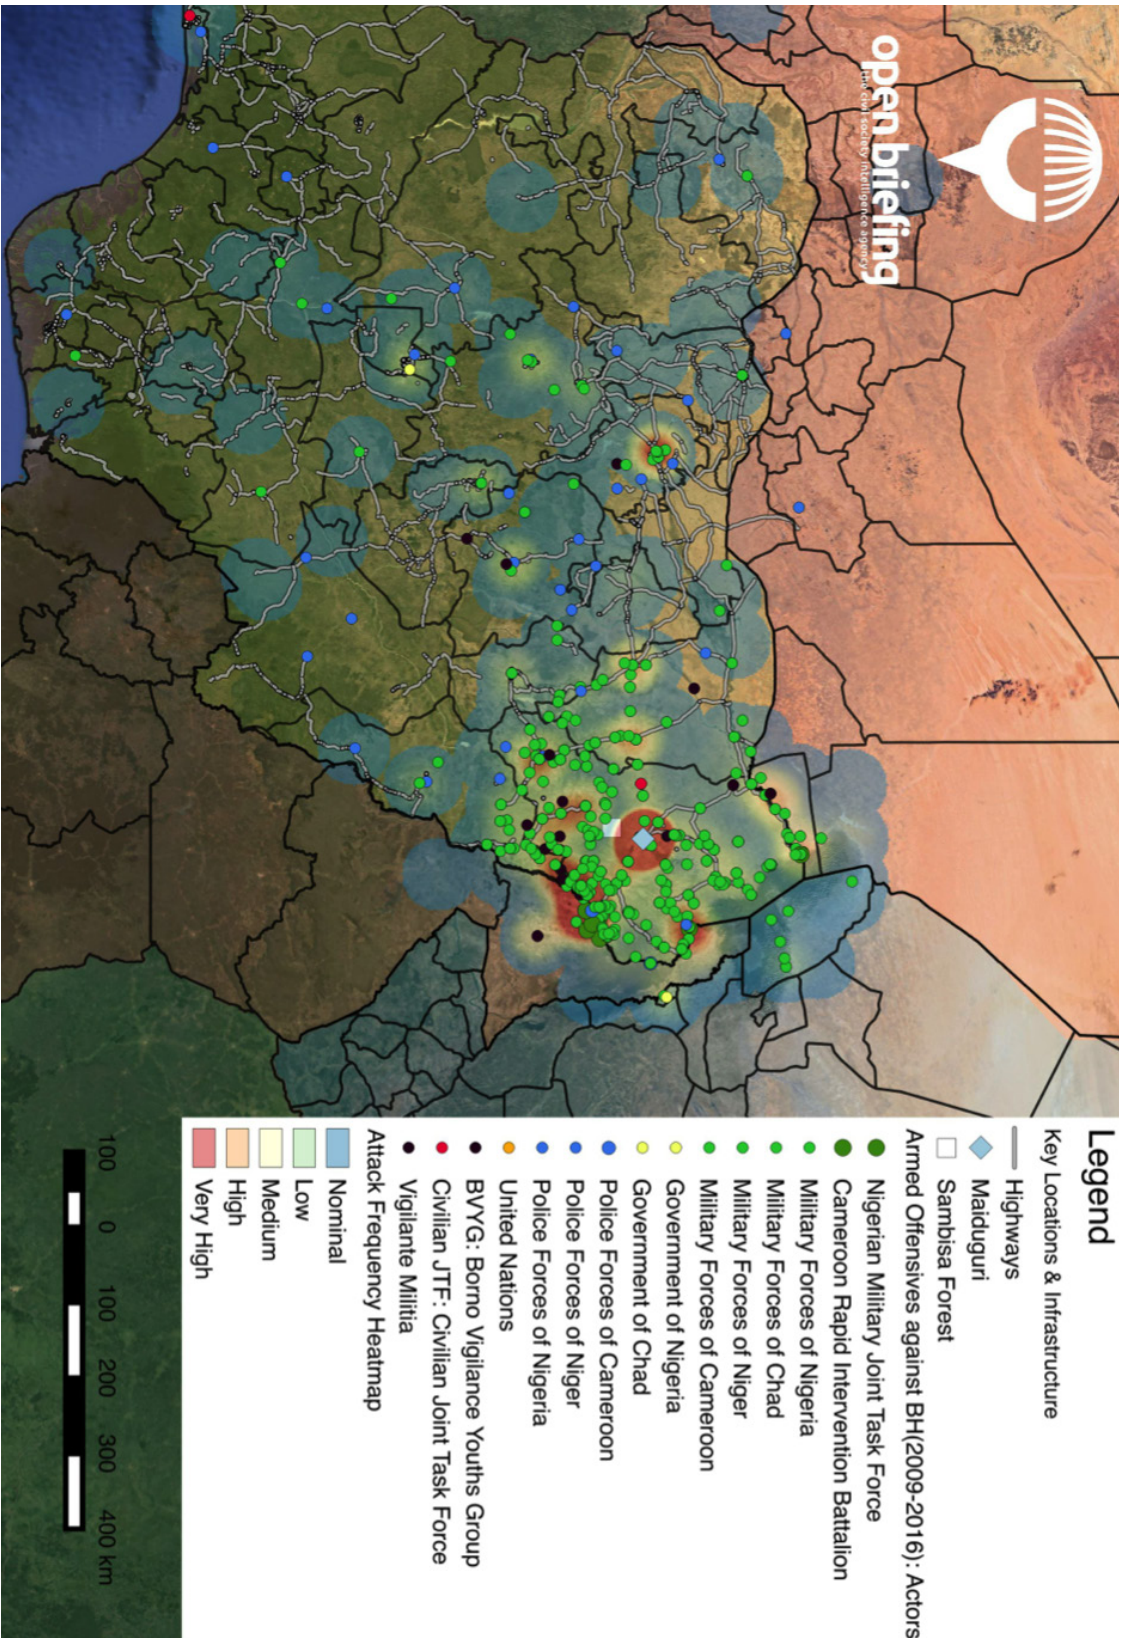 open briefing
the civil society intelligence agency
Legend
Key Locations & Infrastructure
Highways
Maiduguri
Sambisa Forest
Armed Offensives against BH(2009-2016): Actors
Nigerian Military Joint Task Force
Cameroon Rapid Intervention Battalion
Military Forces of Nigeria
Military Forces of Chad
Military Forces of Niger
Military Forces of Cameroon
Government of Nigeria
Government of Chad
Police Forces of Cameroon
Police Forces of Niger
Police Forces of Nigeria
United Nations
BVYG: Borno Vigilance Youths Group
Civilian JTF: Civilian Joint Task Force
Vigilante Militia
Attack Frequency Heatmap
Nominal
Low
Medium
High
Very High
100 0 100 200 300 400 km